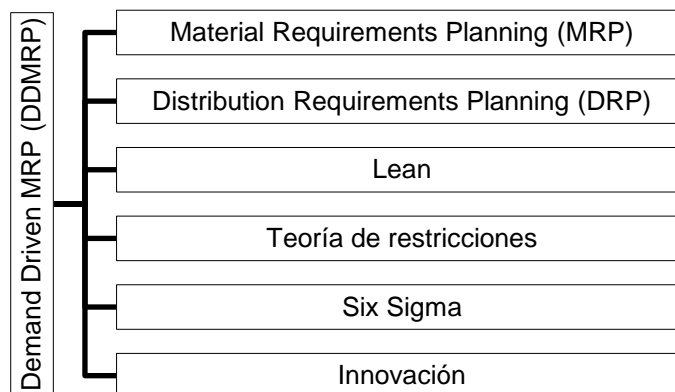 Demand Driven MRP (DDMRP)
Material Requirements Planning (MRP)
Distribution Requirements Planning (DRP)
Lean
Teoría de restricciones
Six Sigma
Innovación